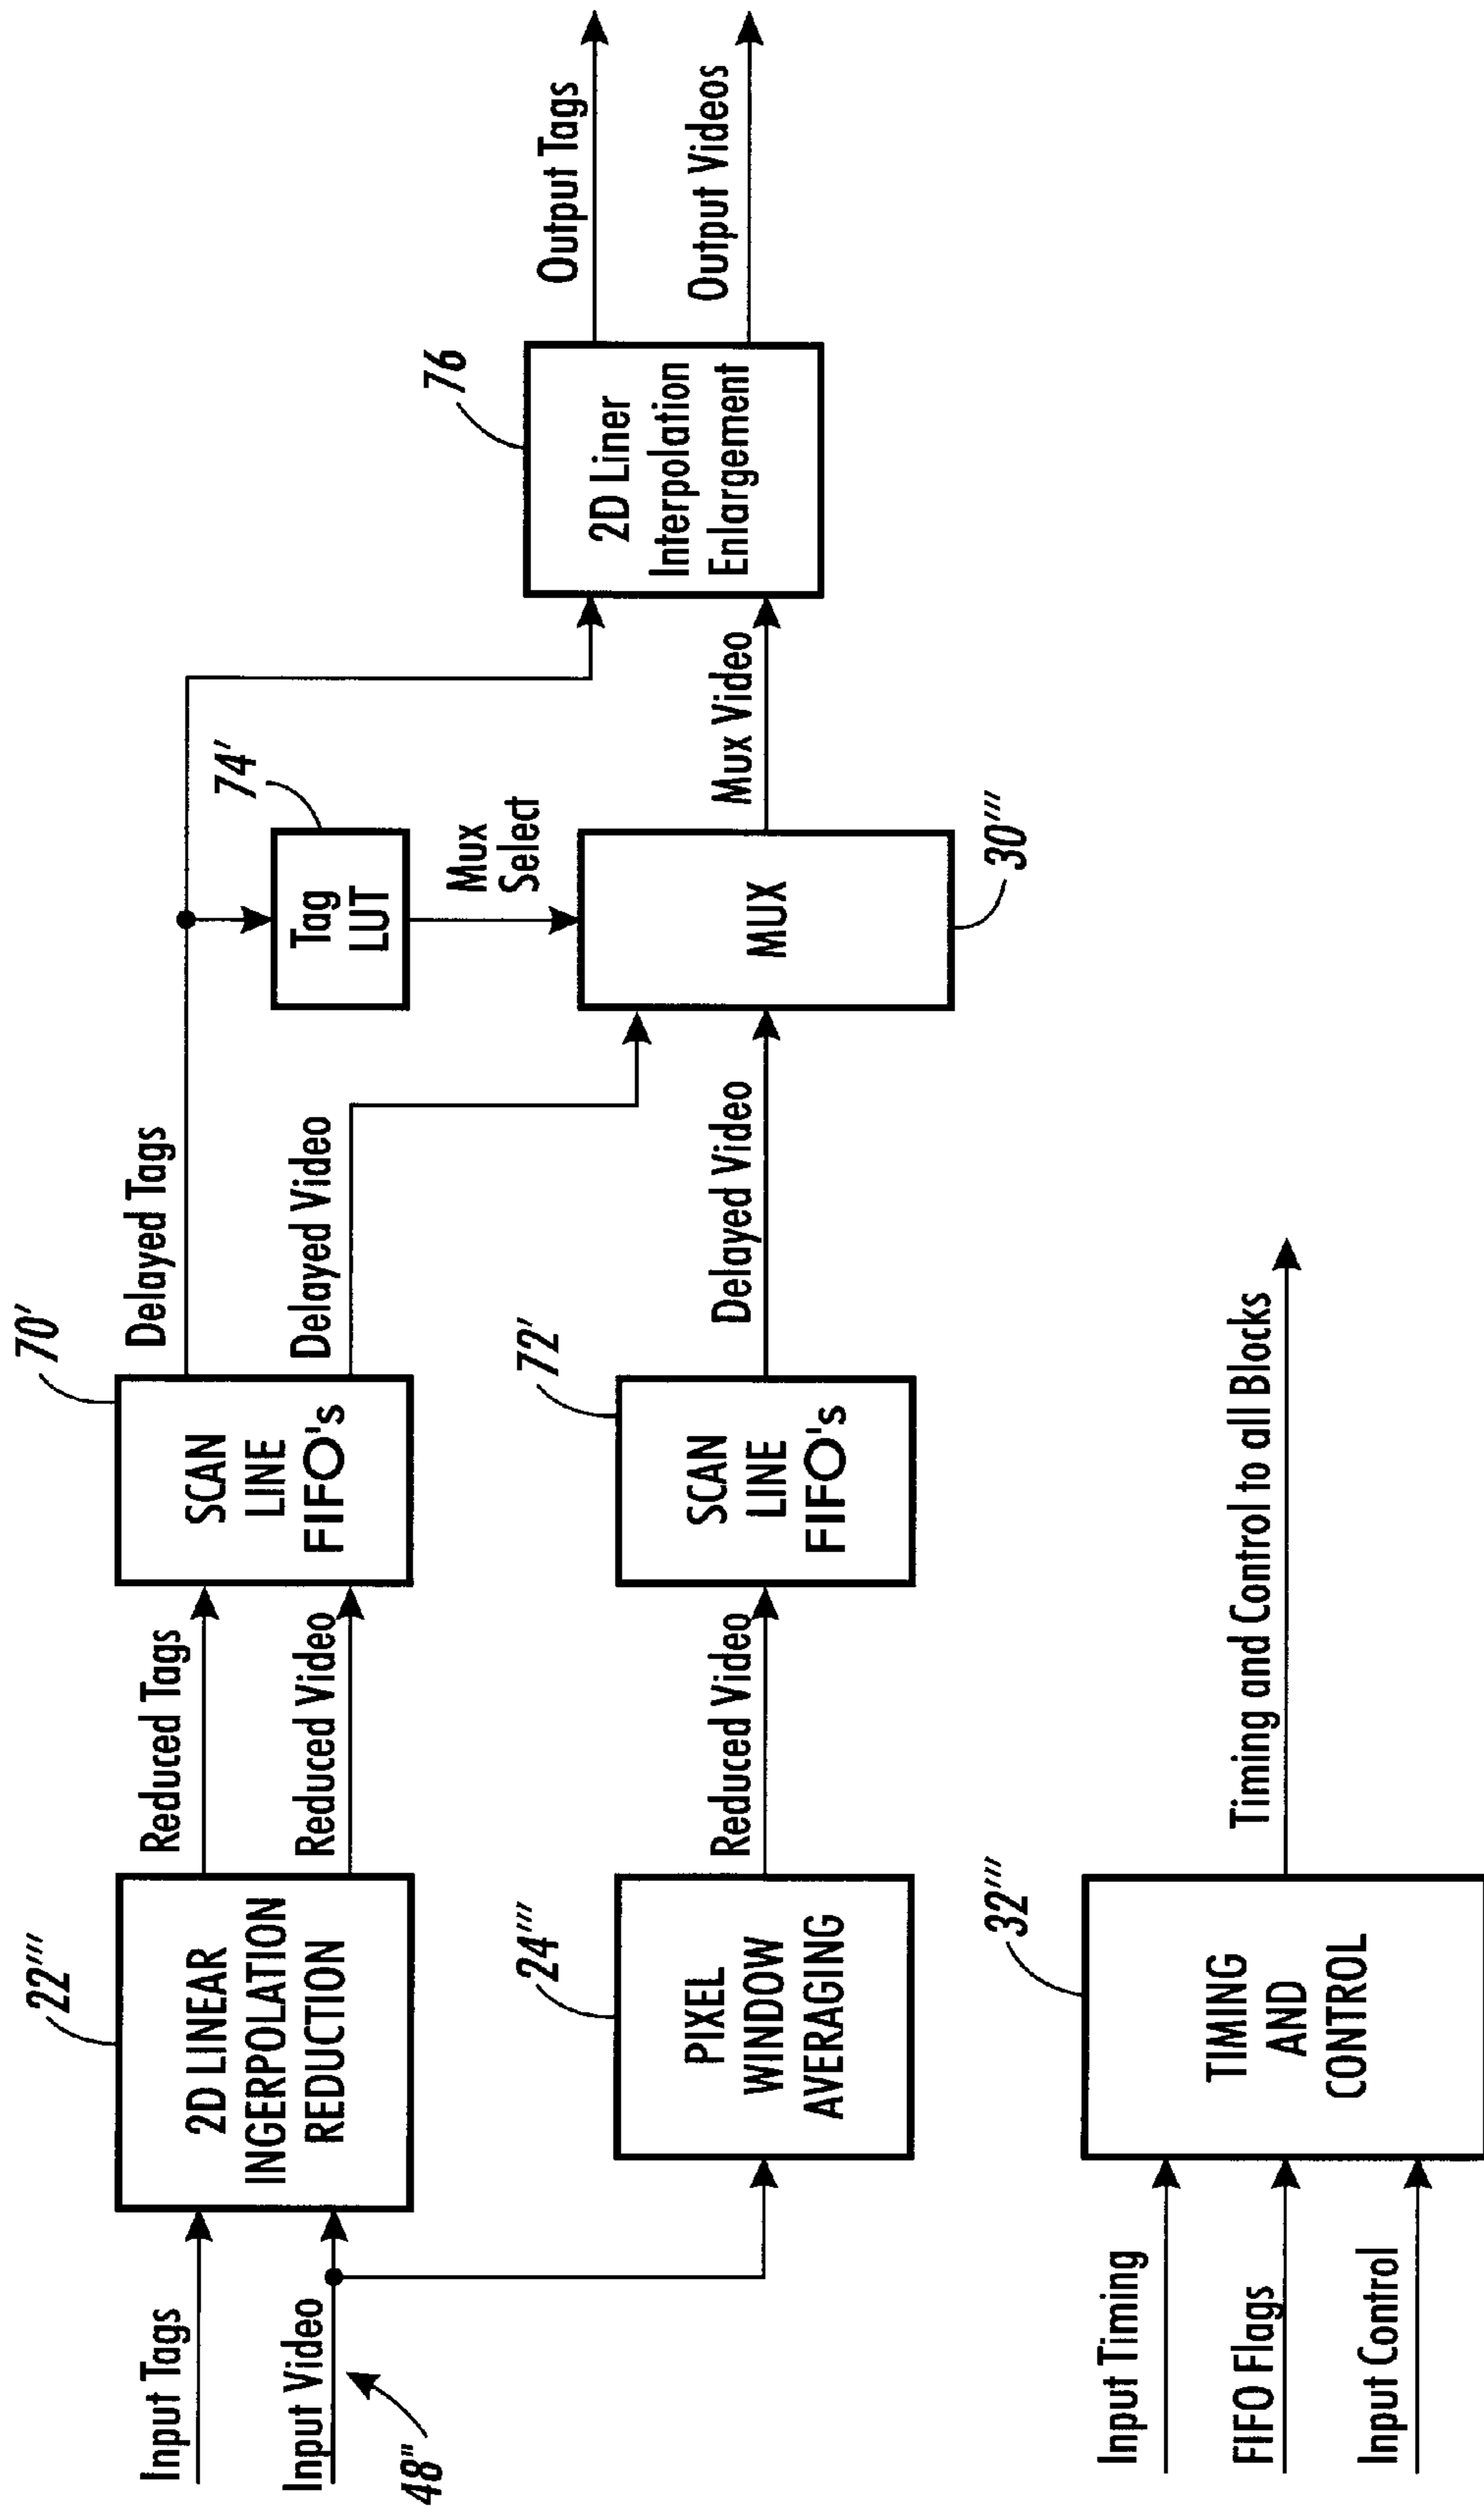 Input Tags
Input Video
48"
22'''
2D LINEAR
INGERPOLATION
REDUCTION
Reduced Tags
Reduced Video
70'
SCAN
LINE
FIFO's
Delayed Tags
Delayed Video
74'
Tag
LUT
Mux
Select
24'''
PIXEL
WINDOW
AVERAGING
Reduced Video
72'
SCAN
LINE
FIFO's
Delayed Video
MUX
30'''
Mux Video
76
2D Liner
Interpolation
Enlargement
Output Tags
Output Videos
Input Timing
FIFO Flags
Input Control
32'''
TIMING
AND
CONTROL
Timing and Control to all Blocks